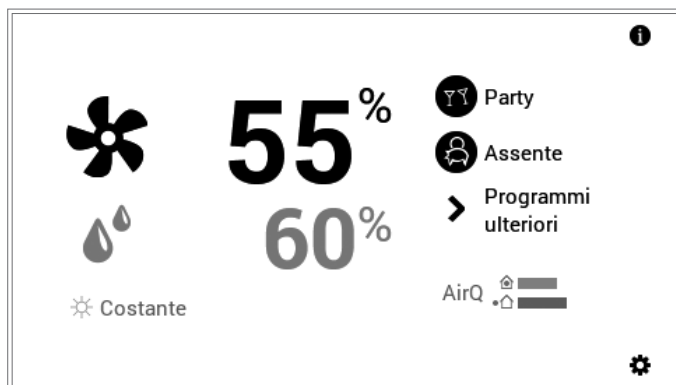 55%
Party
Assente
Programmi
ulteriori
60%
AirQ
Costante